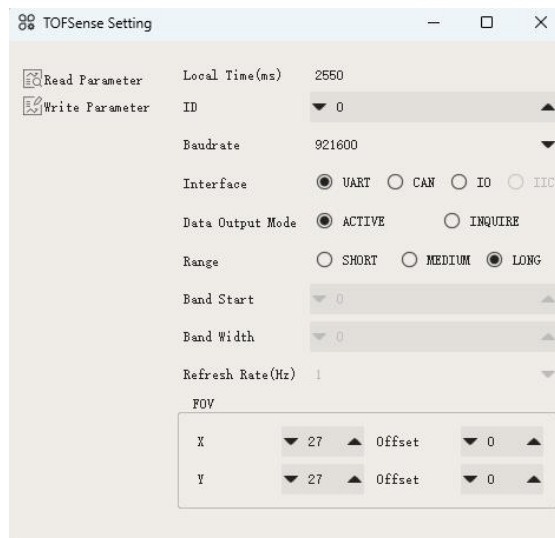 TOFSense Setting
Read Parameter
Write Parameter
Local Time(ms) 2550
ID 0
Baudrate 921600
Interface UART CAN IO IIC
Data Output Mode ACTIVE INQUIRE
Range SHORT MEDIUM LONG
Band Start 0
Band Width 0
Refresh Rate(Hz) 1
FOV
X 27 Offset 0
Y 27 Offset 0